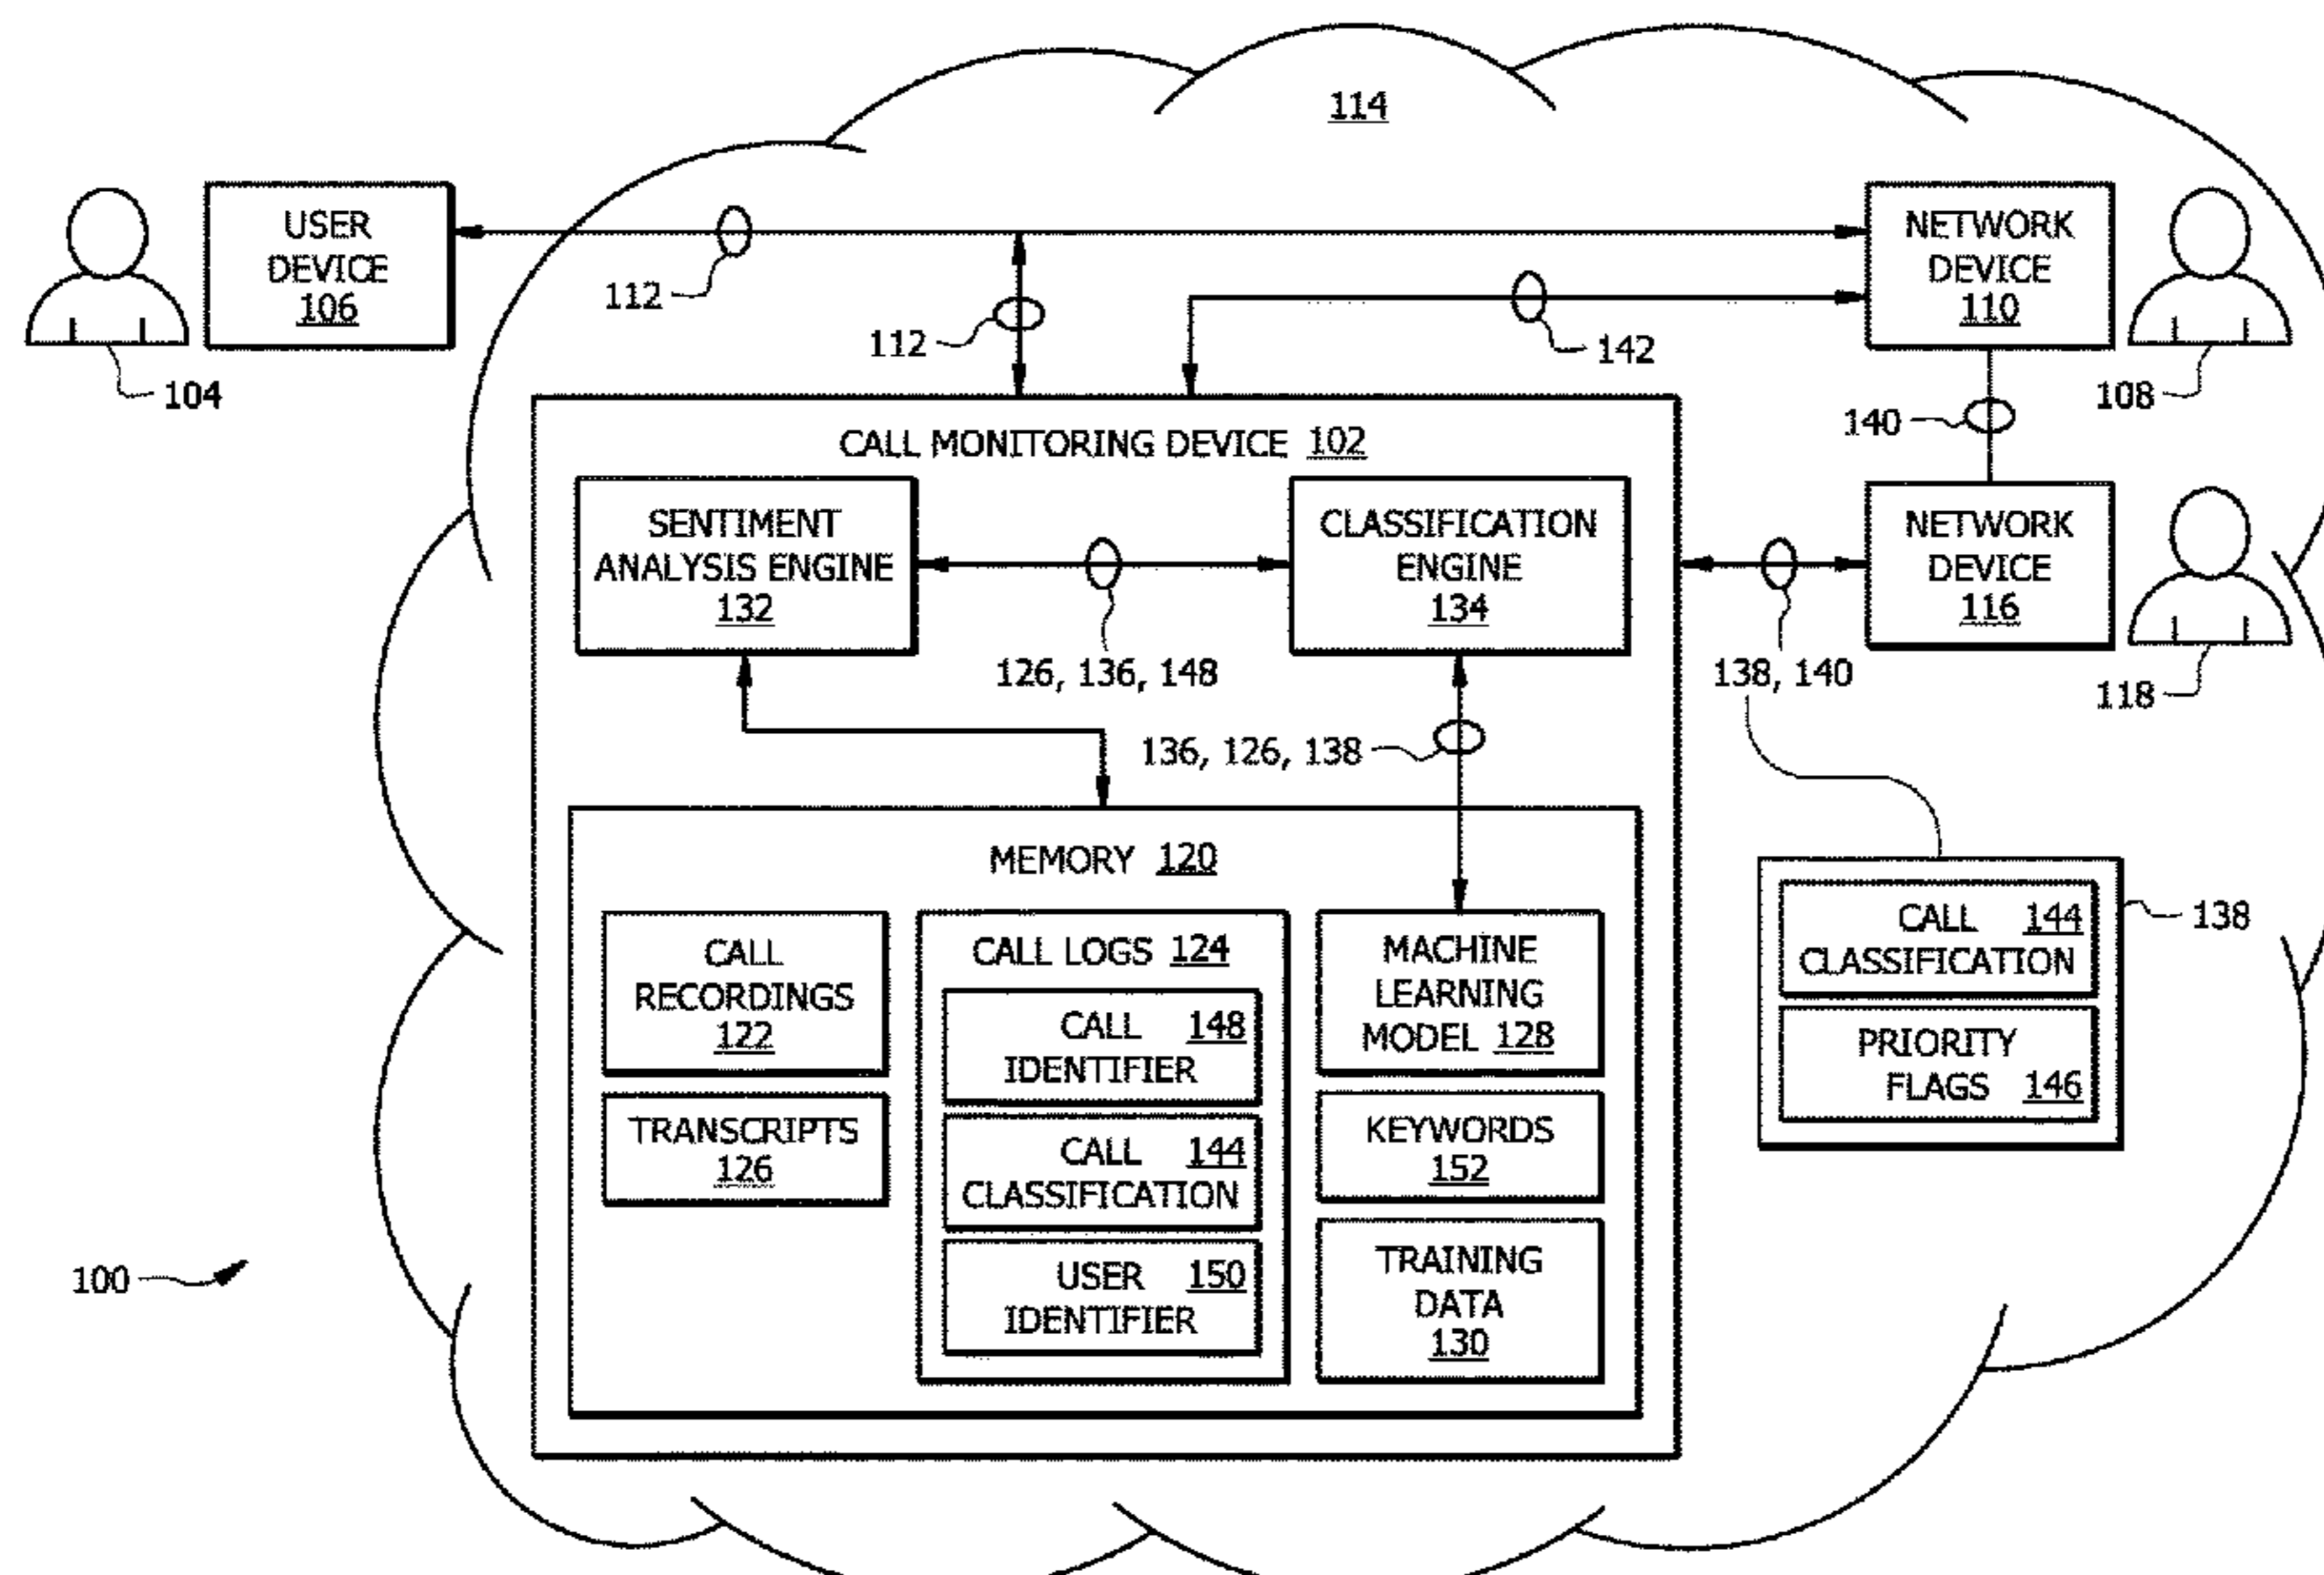 114
USER
DEVICE
106
104
112
112
142
NETWORK
DEVICE
110
108
140
CALL MONITORING DEVICE 102
SENTIMENT
ANALYSIS ENGINE
132
126, 136, 148
CLASSIFICATION
ENGINE
134
138, 140
NETWORK
DEVICE
116
118
136, 126, 138
MEMORY 120
CALL
RECORDINGS
122
TRANSCRIPTS
126
CALL LOGS 124
CALL 148
IDENTIFIER
CALL 144
CLASSIFICATION
USER 150
IDENTIFIER
MACHINE
LEARNING
MODEL 128
KEYWORDS
152
TRAINING
DATA
130
CALL 144
CLASSIFICATION
PRIORITY
FLAGS 146
138
100